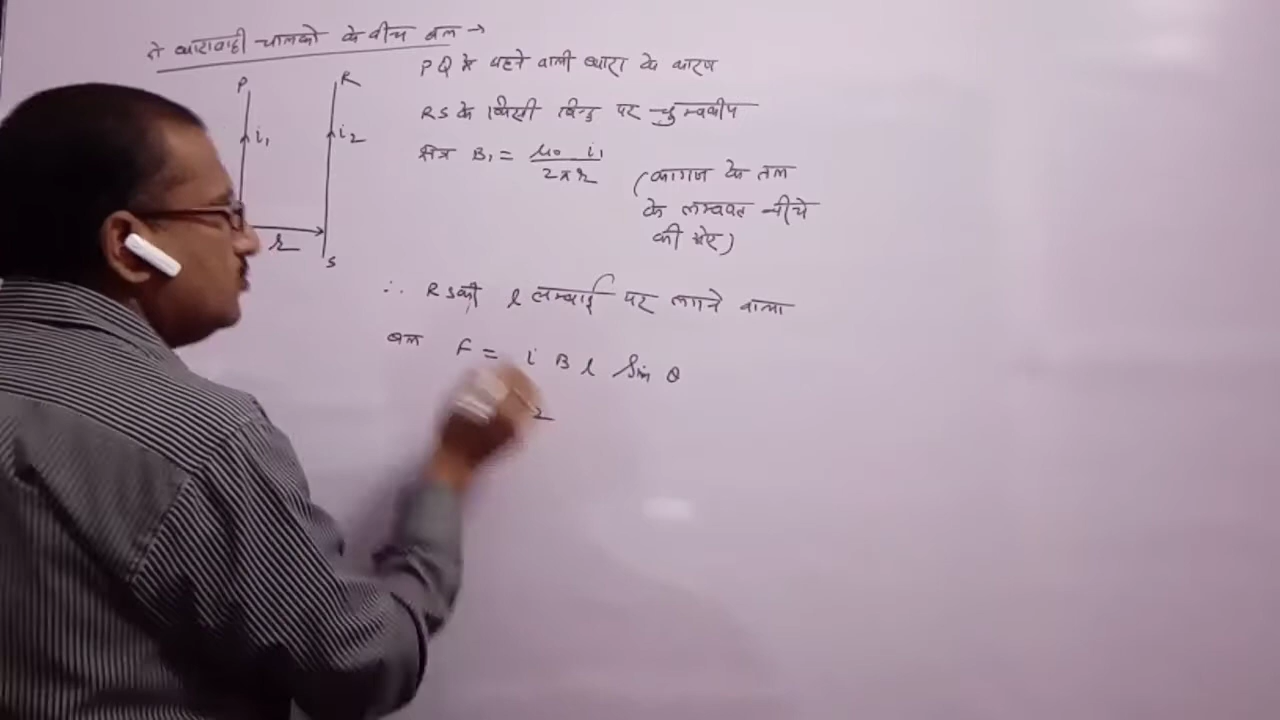 धारावाही चालको के बीच बल →
P R
i₁ i₂
r
S
PQ मे बहने वाली धारा के कारण
RS के किसी बिन्दु पर चुम्बकीय
क्षेत्र B₁ = μ₀ i₁ / 2πr
(कागज के तल
के लम्बवत नीचे
की ओर)
∴ RS की l लम्बाई पर लगने वाला
बल F = i B l Sin θ
2